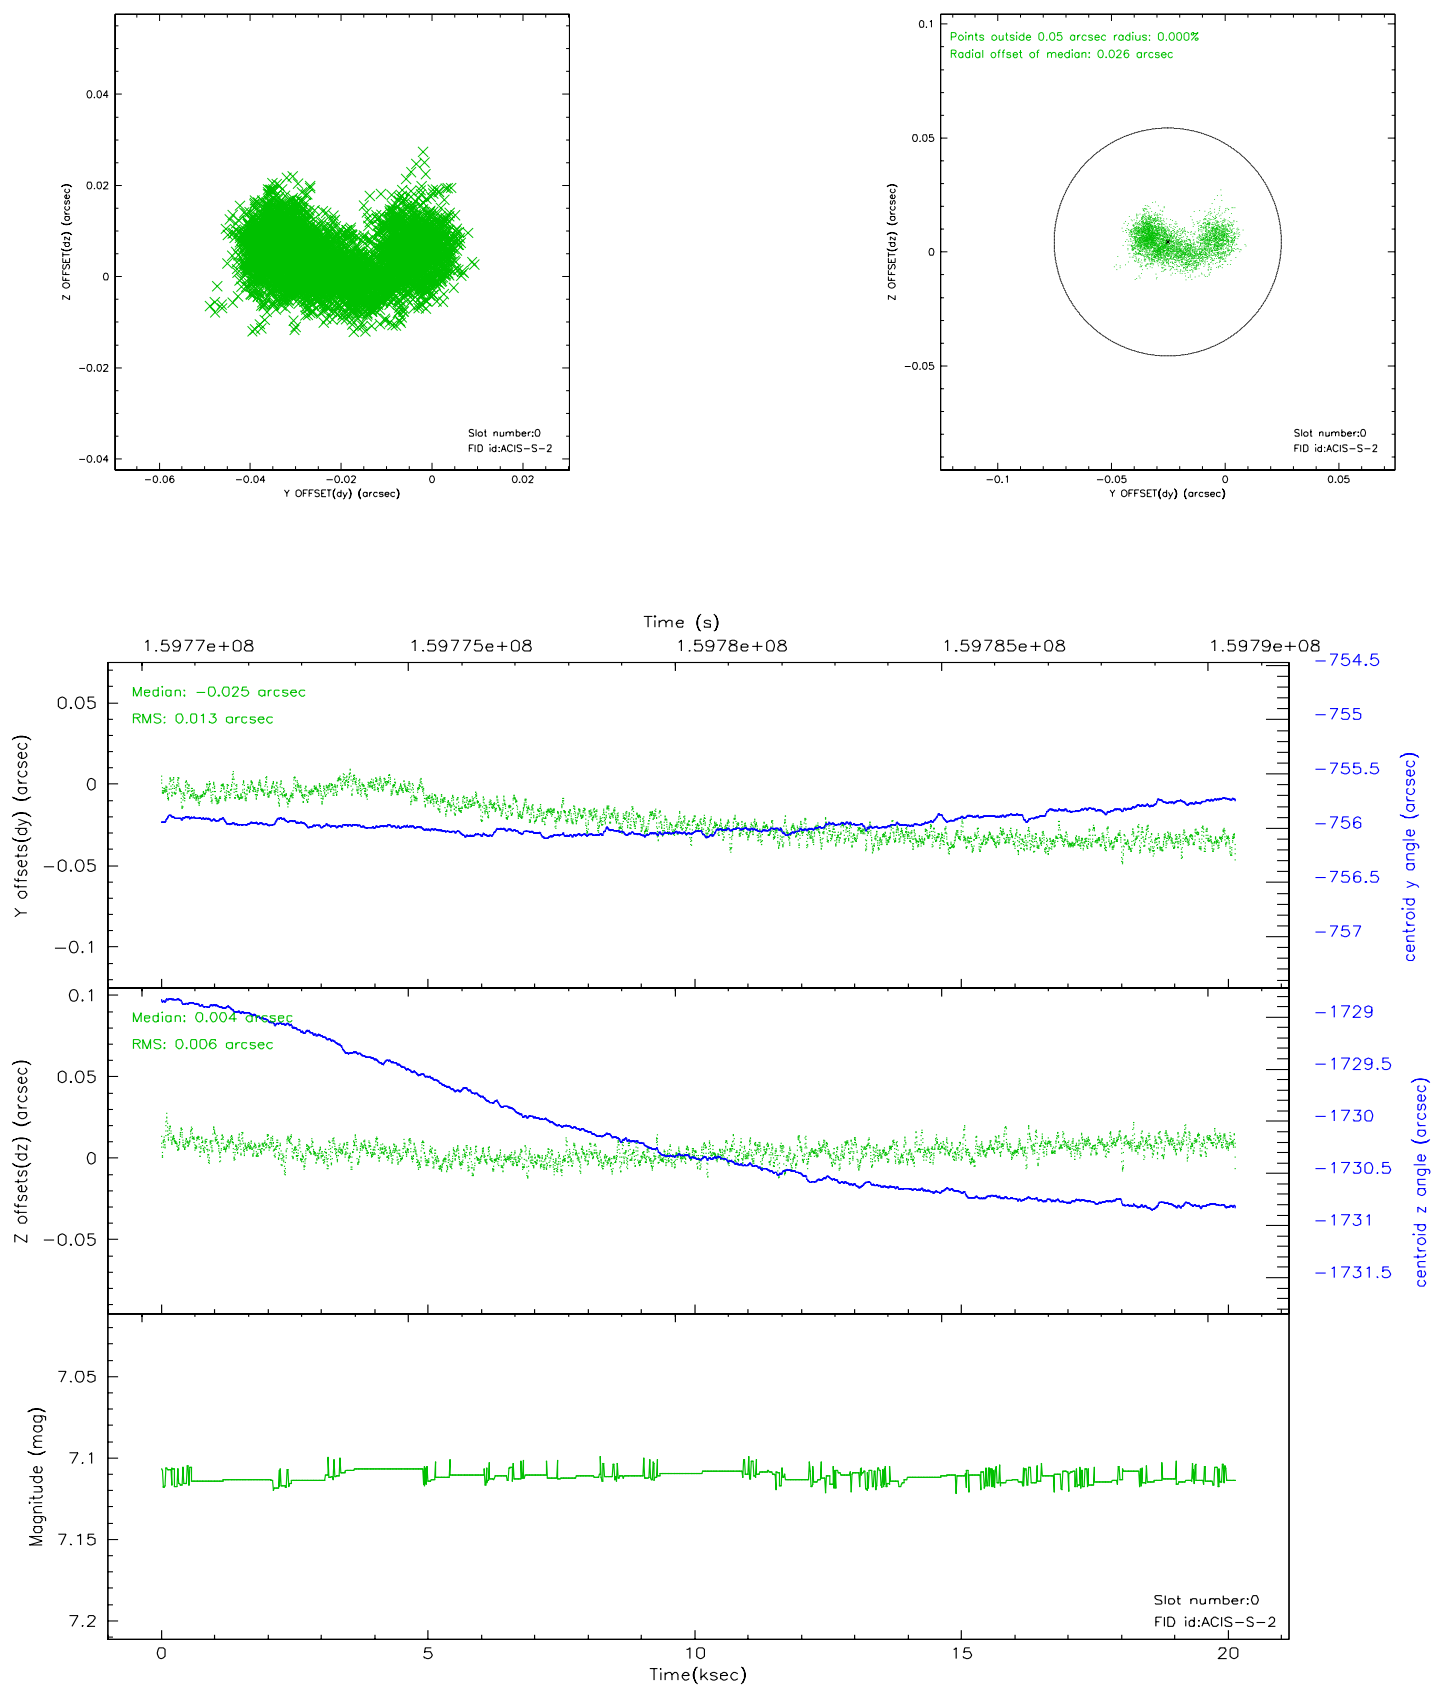 0.04
0.02
0
−0.02
−0.04
Z OFFSET(dz) (arcsec)
Slot number:0
FID id:ACIS−S−2
−0.06
−0.04
−0.02
0
0.02
Y OFFSET(dy) (arcsec)
Points outside 0.05 arcsec radius: 0.000%
Radial offset of median: 0.026 arcsec
0.1
0.05
0
−0.05
Z OFFSET(dz) (arcsec)
Slot number:0
FID id:ACIS−S−2
−0.1
−0.05
0
0.05
Y OFFSET(dy) (arcsec)
Time (s)
1.5977e+08
1.59775e+08
1.5978e+08
1.59785e+08
1.5979e+08
Median: −0.025 arcsec
RMS: 0.013 arcsec
0.05
0
−0.05
−0.1
Y offsets(dy) (arcsec)
−754.5
−755
−755.5
−756
−756.5
−757
centroid y angle (arcsec)
Median: 0.004 arcsec
RMS: 0.006 arcsec
0.1
0.05
0
−0.05
Z offsets(dz) (arcsec)
−1729
−1729.5
−1730
−1730.5
−1731
−1731.5
centroid z angle (arcsec)
7.05
7.1
7.15
7.2
Magnitude (mag)
Slot number:0
FID id:ACIS−S−2
0
5
10
15
20
Time(ksec)